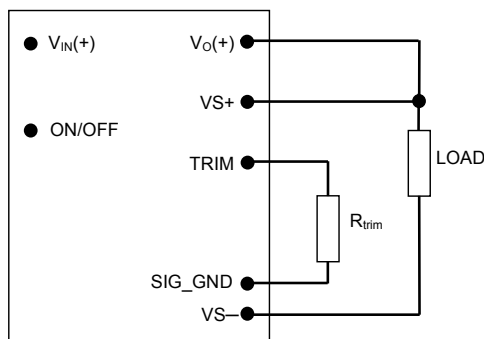 V_IN(+)
V_O(+)
VS+
ON/OFF
LOAD
TRIM
R_trim
SIG_GND
VS─